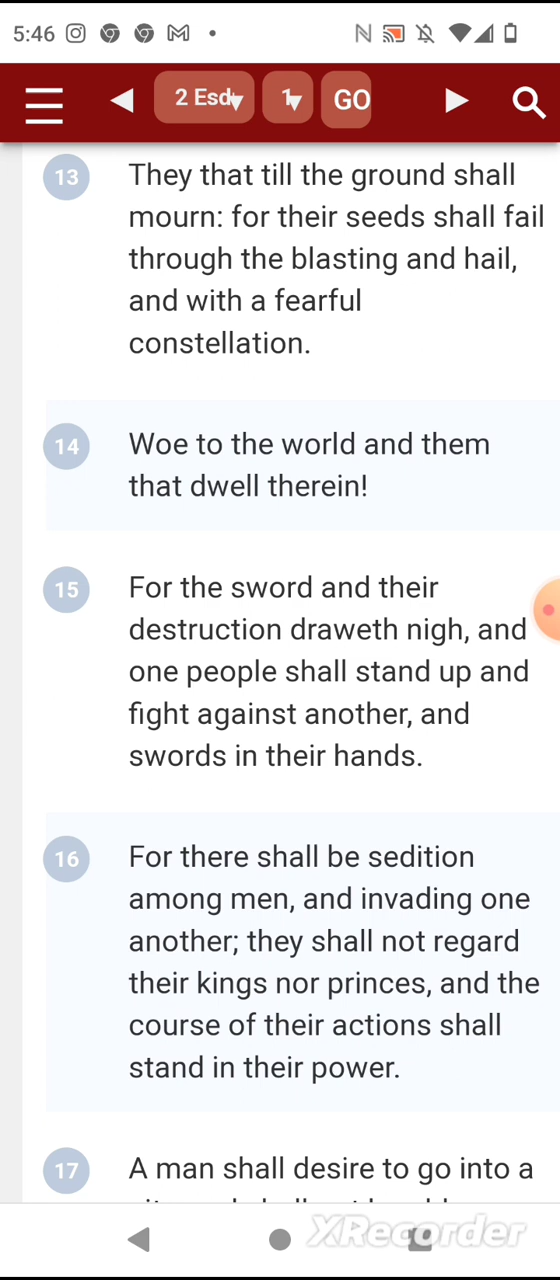 5:46
2 Esd 1 GO
13 They that till the ground shall
mourn: for their seeds shall fail
through the blasting and hail,
and with a fearful
constellation.
14 Woe to the world and them
that dwell therein!
15 For the sword and their
destruction draweth nigh, and
one people shall stand up and
fight against another, and
swords in their hands.
16 For there shall be sedition
among men, and invading one
another; they shall not regard
their kings nor princes, and the
course of their actions shall
stand in their power.
17 A man shall desire to go into a
XRecorder